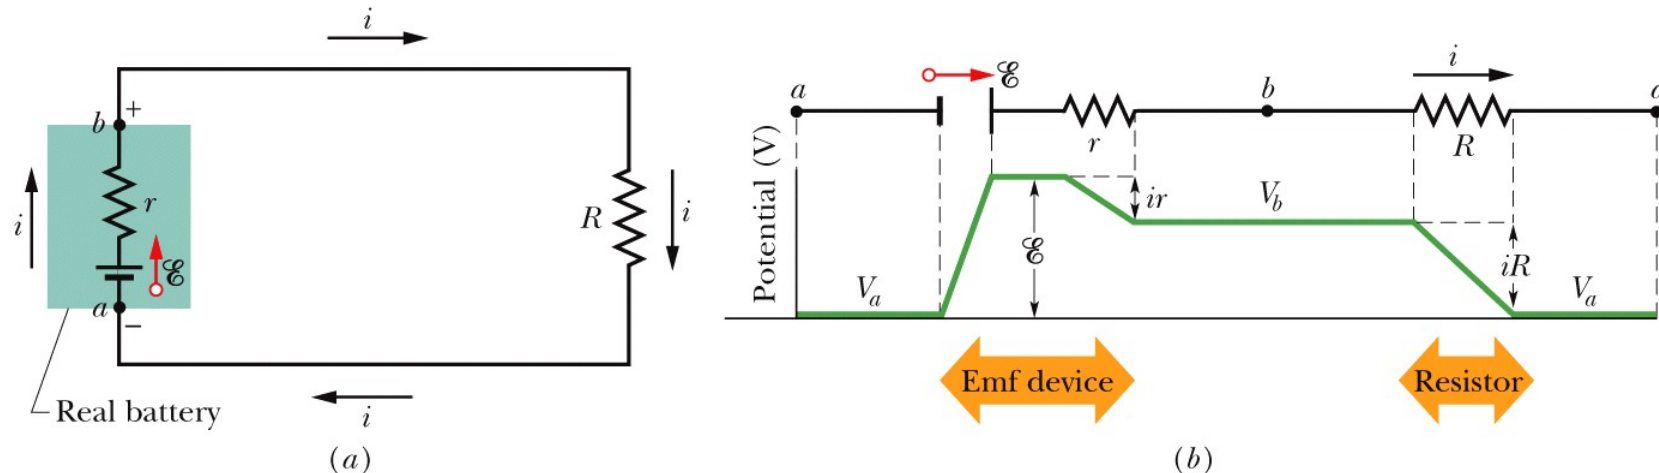 i
b
+
r
i
ℰ
a
−
R
i
Real battery
i
(a)
ℰ
i
a
b
a
r
R
Potential (V)
ir
V_b
ℰ
iR
V_a
V_a
Emf device
Resistor
(b)